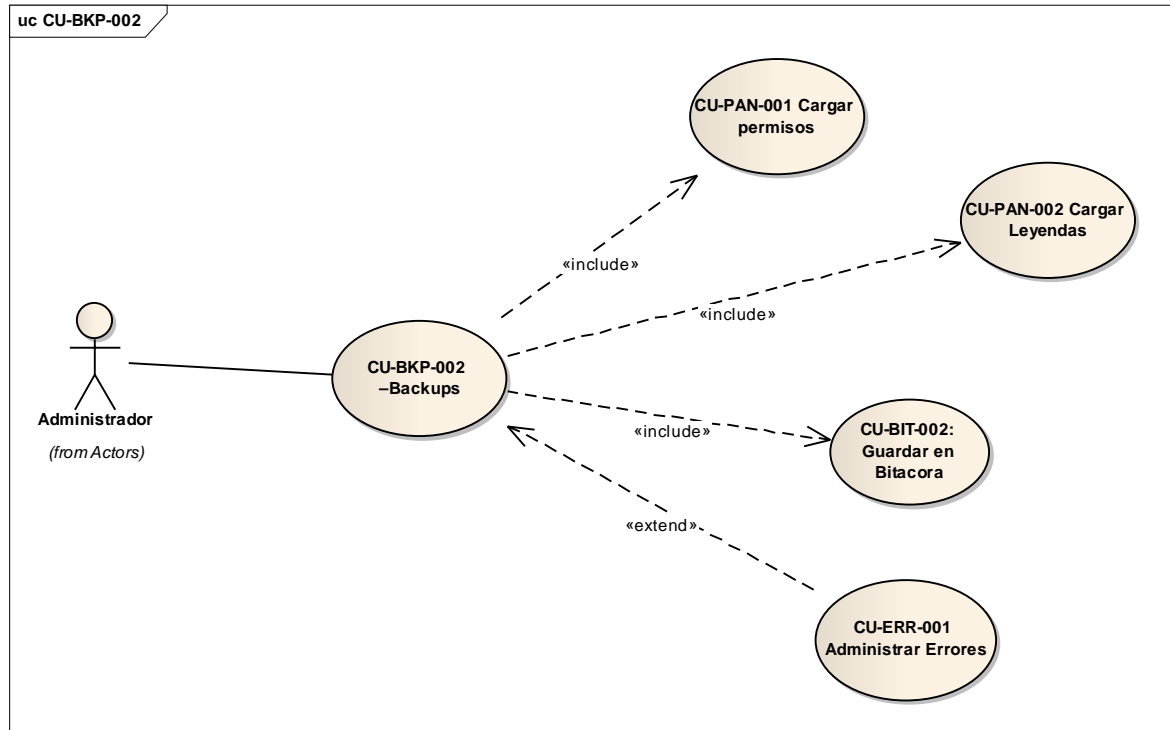 uc CU-BKP-002
CU-PAN-001 Cargar
permisos
CU-PAN-002 Cargar
Leyendas
«include»
«include»
CU-BKP-002
–Backups
Administrador
(from Actors)
«include»
CU-BIT-002:
Guardar en
Bitacora
«extend»
CU-ERR-001
Administrar Errores